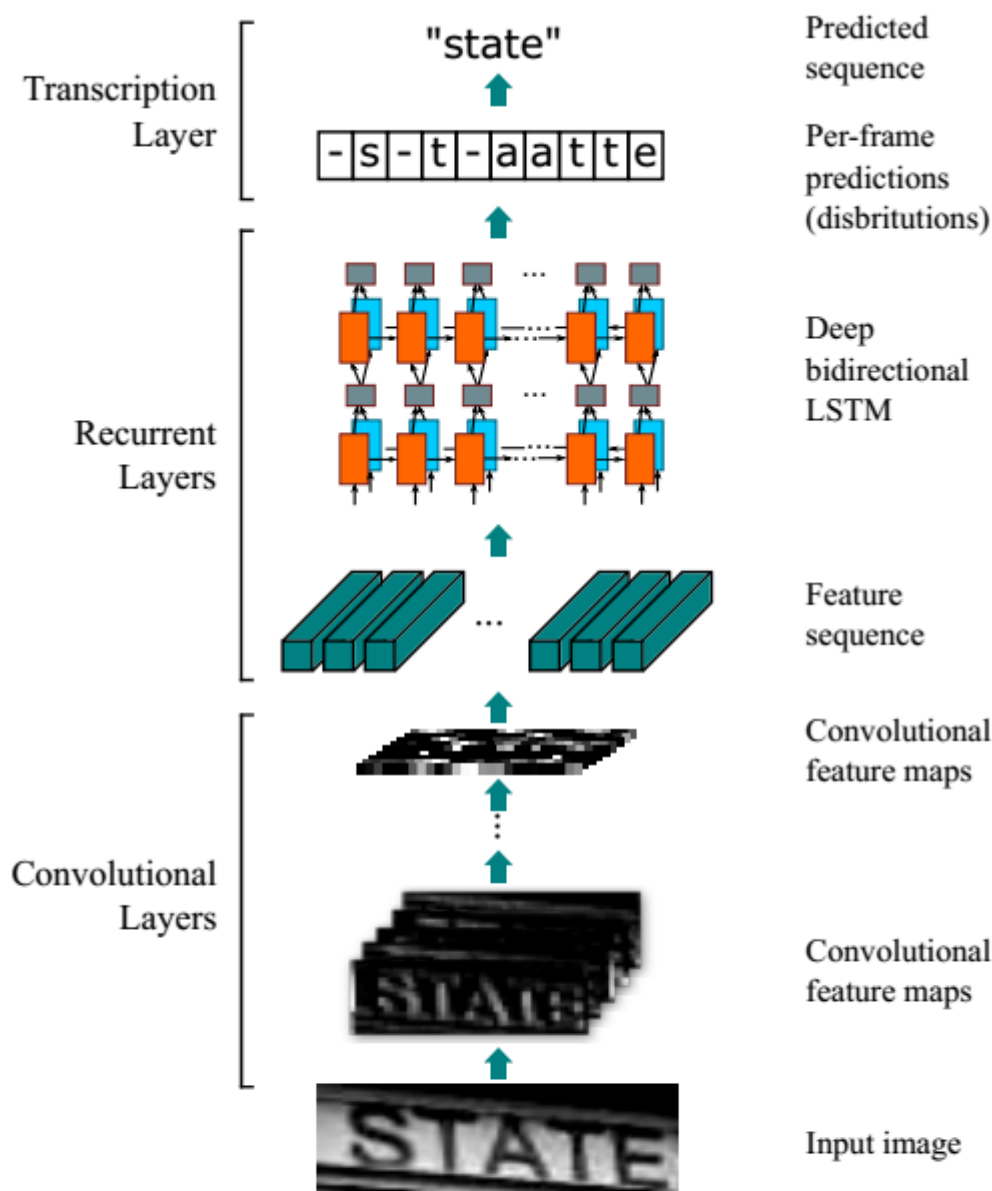 "state"
Predicted
sequence
Transcription
Layer
- s - t - a a t t e
Per-frame
predictions
(disbritutions)
...
Deep
bidirectional
LSTM
...
...
...
Recurrent
Layers
...
...
Feature
sequence
...
Convolutional
feature maps
Convolutional
Layers
STATE
Convolutional
feature maps
STATE
Input image